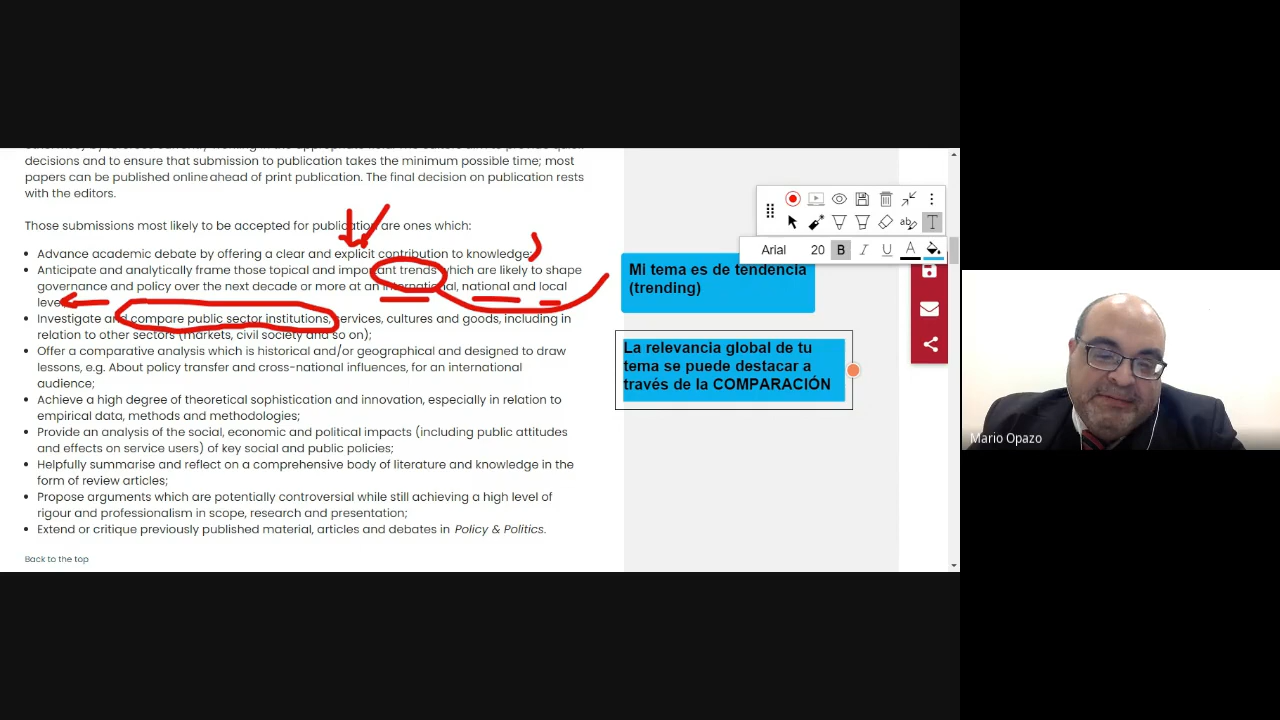 decisions and to ensure that submission to publication takes the minimum possible time; most
papers can be published online ahead of print publication. The final decision on publication rests
with the editors.
Those submissions most likely to be accepted for publication are ones which:
Advance academic debate by offering a clear and explicit contribution to knowledge;
Anticipate and analytically frame those topical and important trends which are likely to shape
governance and policy over the next decade or more at an international, national and local
level;
Investigate and compare public sector institutions, services, cultures and goods, including in
relation to other sectors (markets, civil society and so on);
Offer a comparative analysis which is historical and/or geographical and designed to draw
lessons, e.g. About policy transfer and cross-national influences, for an international
audience;
Achieve a high degree of theoretical sophistication and innovation, especially in relation to
empirical data, methods and methodologies;
Provide an analysis of the social, economic and political impacts (including public attitudes
and effects on service users) of key social and public policies;
Helpfully summarise and reflect on a comprehensive body of literature and knowledge in the
form of review articles;
Propose arguments which are potentially controversial while still achieving a high level of
rigour and professionalism in scope, research and presentation;
Extend or critique previously published material, articles and debates in Policy & Politics.
Back to the top
Arial 20 B I U A
Mi tema es de tendencia
(trending)
La relevancia global de tu
tema se puede destacar a
través de la COMPARACIÓN
Mario Opazo